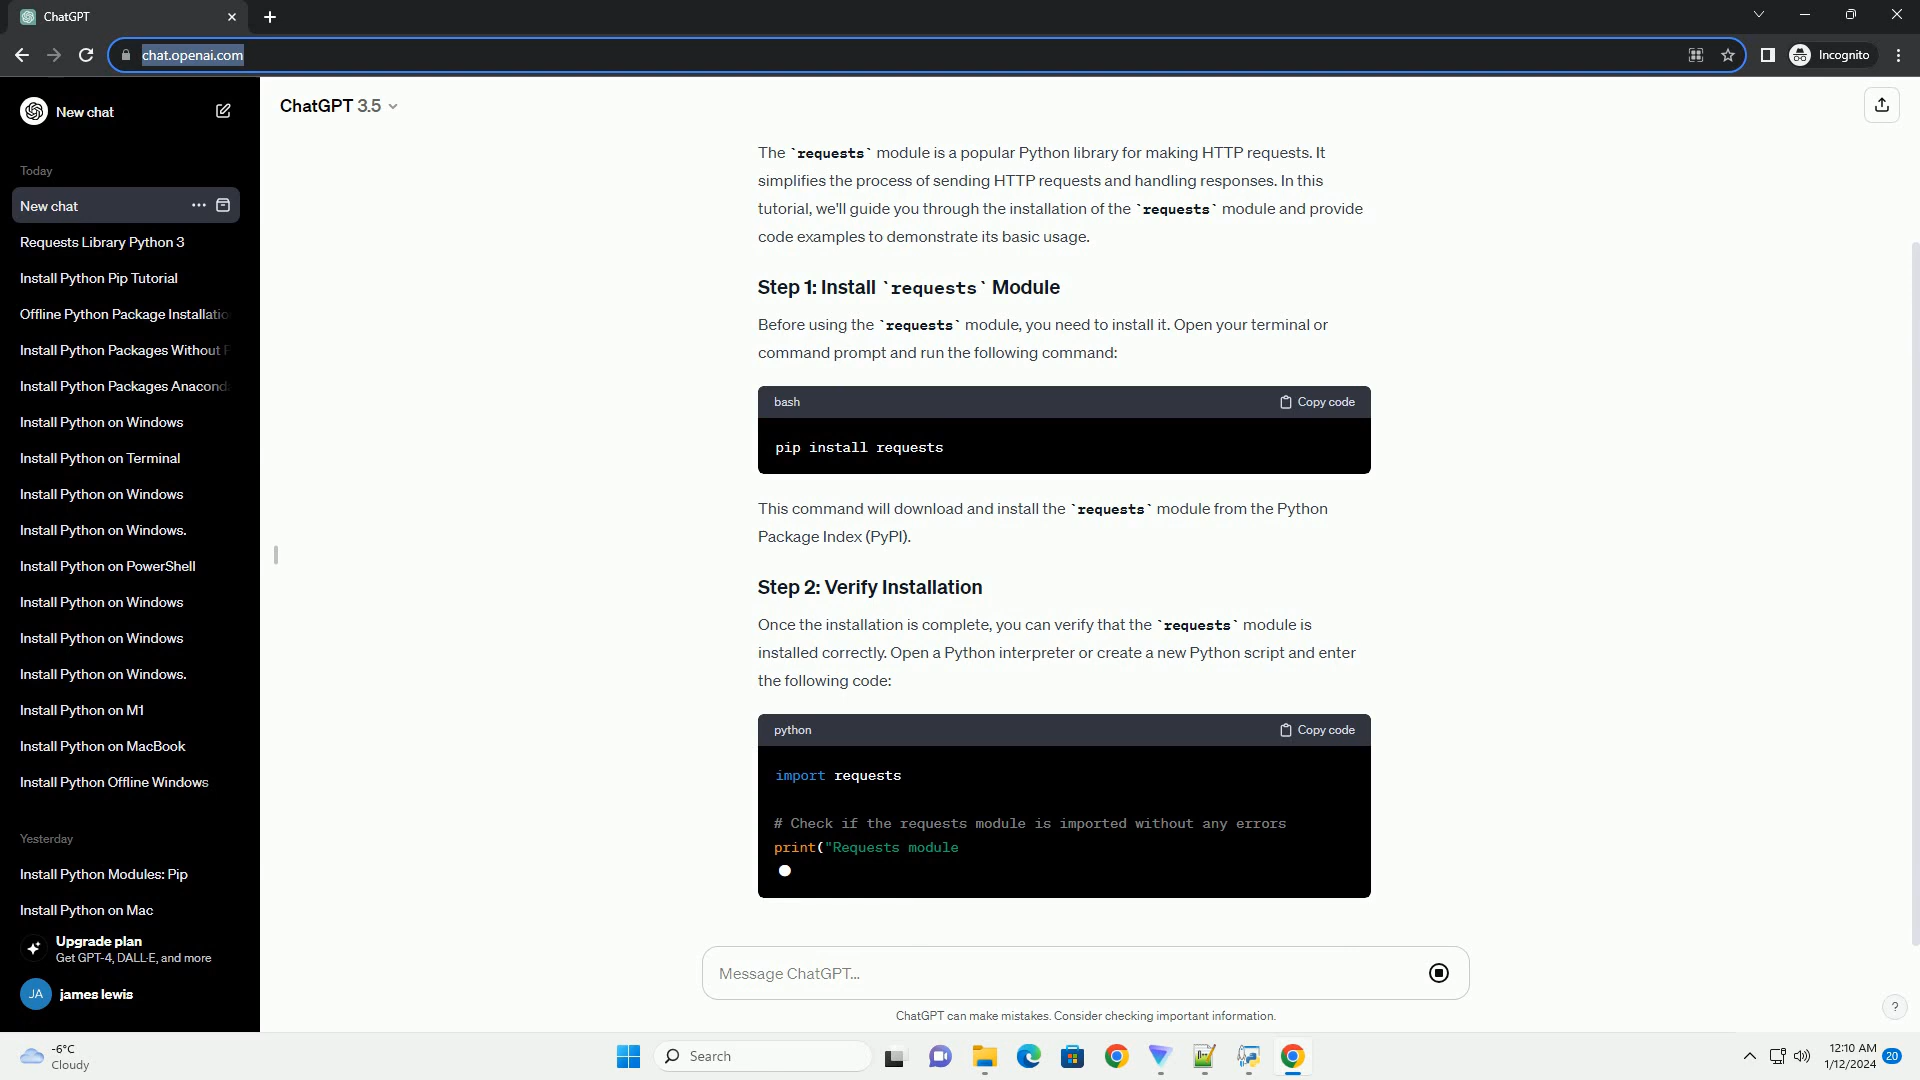 ChatGPT
chat.openai.com
Incognito
New chat
Today
New chat
Requests Library Python 3
Install Python Pip Tutorial
Offline Python Package Installatio
Install Python Packages Without
Install Python Packages Anacond
Install Python on Windows
Install Python on Terminal
Install Python on Windows
Install Python on Windows.
Install Python on PowerShell
Install Python on Windows
Install Python on Windows
Install Python on Windows.
Install Python on M1
Install Python on MacBook
Install Python Offline Windows
Yesterday
Install Python Modules: Pip
Install Python on Mac
Upgrade plan
Get GPT-4, DALL·E, and more
JA james lewis
ChatGPT 3.5
The `requests` module is a popular Python library for making HTTP requests. It
simplifies the process of sending HTTP requests and handling responses. In this
tutorial, we'll guide you through the installation of the `requests` module and provide
code examples to demonstrate its basic usage.
Step 1: Install `requests` Module
Before using the `requests` module, you need to install it. Open your terminal or
command prompt and run the following command:
bash Copy code
pip install requests
This command will download and install the `requests` module from the Python
Package Index (PyPI).
Step 2: Verify Installation
Once the installation is complete, you can verify that the `requests` module is
installed correctly. Open a Python interpreter or create a new Python script and enter
the following code:
python Copy code
import requests
# Check if the requests module is imported without any errors
print("Requests module
Message ChatGPT...
ChatGPT can make mistakes. Consider checking important information.
?
-6°C
Cloudy
Search
12:10 AM
1/12/2024
20